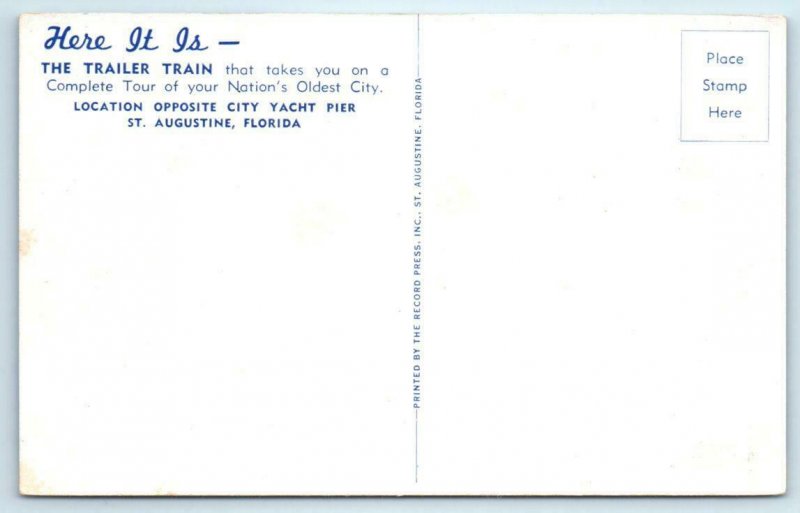 Here It Is —
THE TRAILER TRAIN that takes you on a
Complete Tour of your Nation's Oldest City.
LOCATION OPPOSITE CITY YACHT PIER
ST. AUGUSTINE, FLORIDA
PRINTED BY THE RECORD PRESS, INC., ST. AUGUSTINE, FLORIDA
Place
Stamp
Here